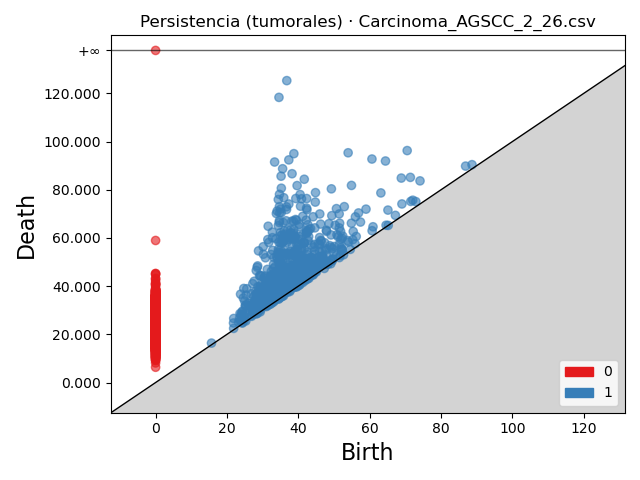 Persistencia (tumorales) · Carcinoma_AGSCC_2_26.csv
+∞
120.000
100.000
80.000
60.000
40.000
20.000
0.000
Death
0
1
0 20 40 60 80 100 120
Birth